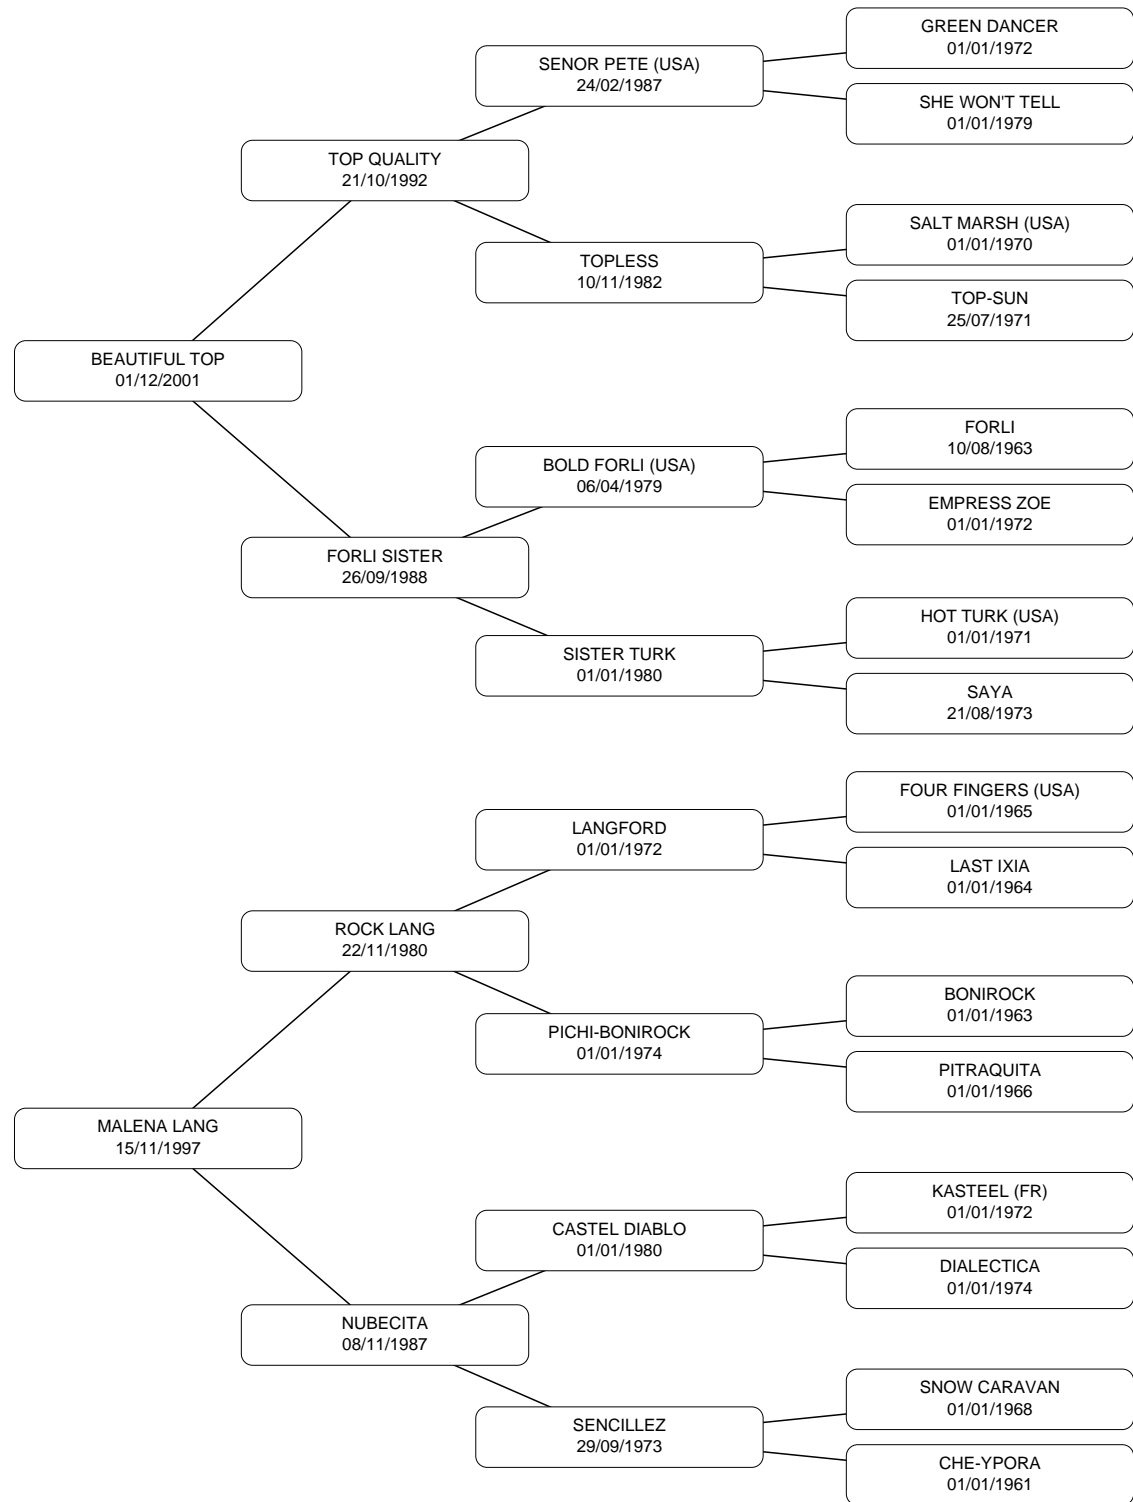 GREEN DANCER
01/01/1972
SENOR PETE (USA)
24/02/1987
SHE WON'T TELL
01/01/1979
TOP QUALITY
21/10/1992
SALT MARSH (USA)
01/01/1970
TOPLESS
10/11/1982
TOP-SUN
25/07/1971
BEAUTIFUL TOP
01/12/2001
FORLI
10/08/1963
BOLD FORLI (USA)
06/04/1979
EMPRESS ZOE
01/01/1972
FORLI SISTER
26/09/1988
HOT TURK (USA)
01/01/1971
SISTER TURK
01/01/1980
SAYA
21/08/1973
FOUR FINGERS (USA)
01/01/1965
LANGFORD
01/01/1972
LAST IXIA
01/01/1964
ROCK LANG
22/11/1980
BONIROCK
01/01/1963
PICHI-BONIROCK
01/01/1974
PITRAQUITA
01/01/1966
MALENA LANG
15/11/1997
KASTEEL (FR)
01/01/1972
CASTEL DIABLO
01/01/1980
DIALECTICA
01/01/1974
NUBECITA
08/11/1987
SNOW CARAVAN
01/01/1968
SENCILLEZ
29/09/1973
CHE-YPORA
01/01/1961